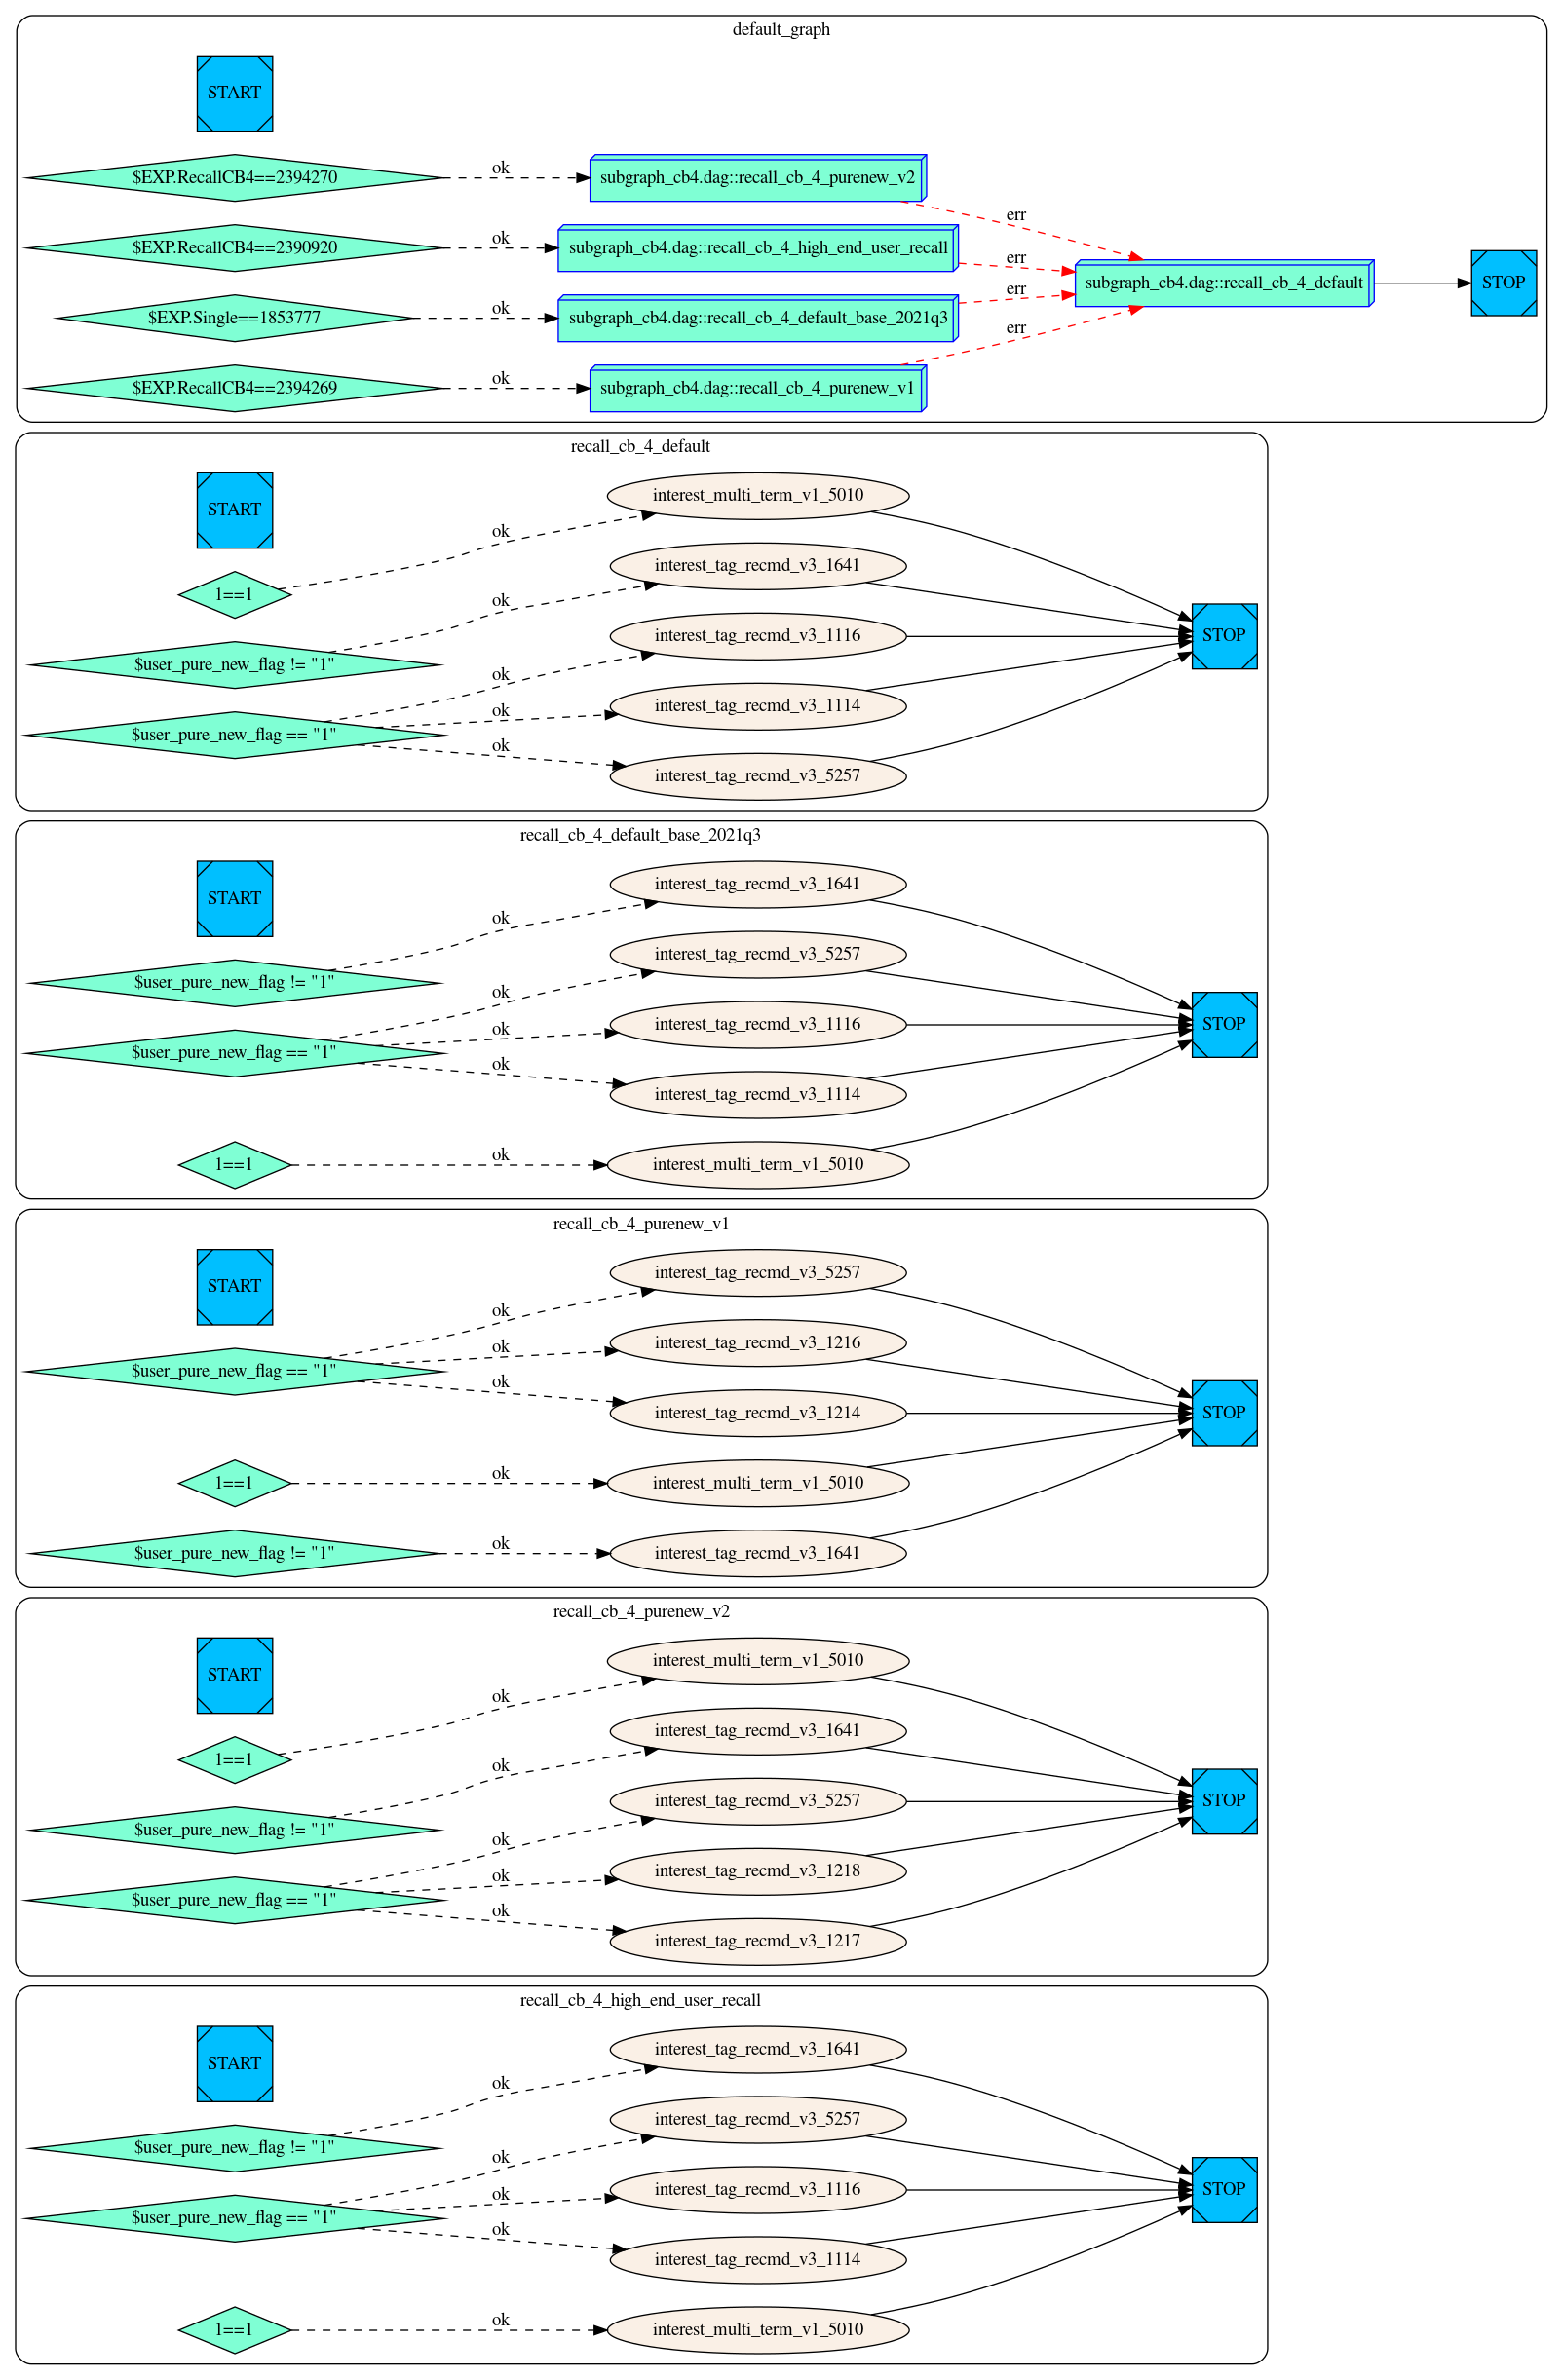 default_graph
START
$EXP.RecallCB4==2394270
ok
subgraph_cb4.dag::recall_cb_4_purenew_v2
err
$EXP.RecallCB4==2390920
ok
subgraph_cb4.dag::recall_cb_4_high_end_user_recall
err
subgraph_cb4.dag::recall_cb_4_default
STOP
$EXP.Single==1853777
ok
subgraph_cb4.dag::recall_cb_4_default_base_2021q3
err
$EXP.RecallCB4==2394269
ok
subgraph_cb4.dag::recall_cb_4_purenew_v1
err
recall_cb_4_default
START
1==1
ok
interest_multi_term_v1_5010
$user_pure_new_flag != "1"
ok
interest_tag_recmd_v3_1641
$user_pure_new_flag == "1"
ok
interest_tag_recmd_v3_1116
ok
interest_tag_recmd_v3_1114
ok
interest_tag_recmd_v3_5257
STOP
recall_cb_4_default_base_2021q3
START
$user_pure_new_flag != "1"
ok
interest_tag_recmd_v3_1641
$user_pure_new_flag == "1"
ok
interest_tag_recmd_v3_5257
ok
interest_tag_recmd_v3_1116
ok
interest_tag_recmd_v3_1114
1==1
ok
interest_multi_term_v1_5010
STOP
recall_cb_4_purenew_v1
START
$user_pure_new_flag == "1"
ok
interest_tag_recmd_v3_5257
ok
interest_tag_recmd_v3_1216
ok
interest_tag_recmd_v3_1214
1==1
ok
interest_multi_term_v1_5010
$user_pure_new_flag != "1"
ok
interest_tag_recmd_v3_1641
STOP
recall_cb_4_purenew_v2
START
1==1
ok
interest_multi_term_v1_5010
$user_pure_new_flag != "1"
ok
interest_tag_recmd_v3_1641
$user_pure_new_flag == "1"
ok
interest_tag_recmd_v3_5257
ok
interest_tag_recmd_v3_1218
ok
interest_tag_recmd_v3_1217
STOP
recall_cb_4_high_end_user_recall
START
$user_pure_new_flag != "1"
ok
interest_tag_recmd_v3_1641
$user_pure_new_flag == "1"
ok
interest_tag_recmd_v3_5257
ok
interest_tag_recmd_v3_1116
ok
interest_tag_recmd_v3_1114
1==1
ok
interest_multi_term_v1_5010
STOP